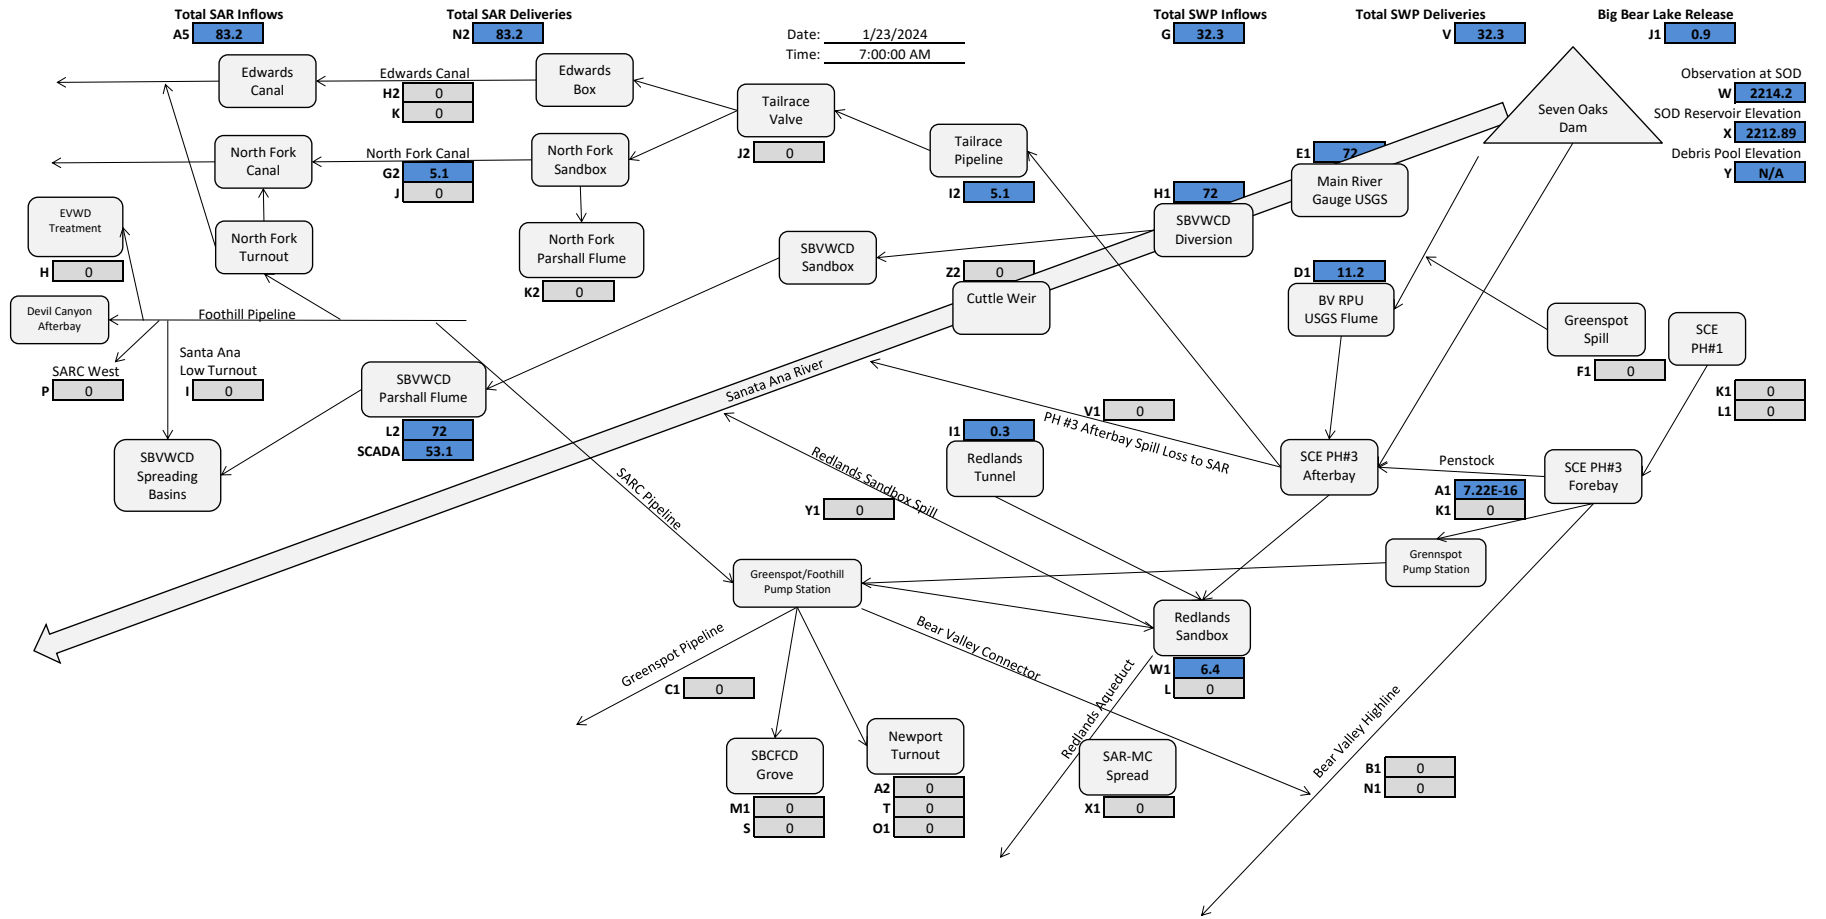 Total SAR Inflows
A5 83.2
Total SAR Deliveries
N2 83.2
Date: 1/23/2024
Time: 7:00:00 AM
Total SWP Inflows
G 32.3
Total SWP Deliveries
V 32.3
Big Bear Lake Release
J1 0.9
Observation at SOD
W 2214.2
SOD Reservoir Elevation
X 2212.89
Debris Pool Elevation
Y N/A
Seven Oaks
Dam
Edwards
Canal
Edwards Canal
H2 0
K 0
Edwards
Box
Tailrace
Valve
J2 0
Tailrace
Pipeline
I2 5.1
E1 72
Main River
Gauge USGS
H1 72
SBVWCD
Diversion
North Fork
Canal
North Fork Canal
G2 5.1
J 0
North Fork
Sandbox
EVWD
Treatment
H 0
North Fork
Turnout
North Fork
Parshall Flume
K2 0
SBVWCD
Sandbox
Z2 0
Cuttle Weir
D1 11.2
BV RPU
USGS Flume
Greenspot
Spill
F1 0
SCE
PH#1
K1 0
L1 0
Devil Canyon
Afterbay
Foothill Pipeline
SARC West
P 0
Santa Ana
Low Turnout
I 0
SBVWCD
Parshall Flume
L2 72
SCADA 53.1
Sanata Ana River
V1 0
PH #3 Afterbay Spill Loss to SAR
I1 0.3
Redlands
Tunnel
SCE PH#3
Afterbay
Penstock
A1 7.22E-16
K1 0
SCE PH#3
Forebay
SBVWCD
Spreading
Basins
SARC Pipeline
Redlands Sandbox Spill
Y1 0
Grennspot
Pump Station
Greenspot/Foothill
Pump Station
Redlands
Sandbox
W1 6.4
L 0
Greenspot Pipeline
C1 0
Bear Valley Connector
Redlands Aqueduct
Bear Valley Highline
SBCFCD
Grove
M1 0
S 0
Newport
Turnout
A2 0
T 0
O1 0
SAR-MC
Spread
X1 0
B1 0
N1 0